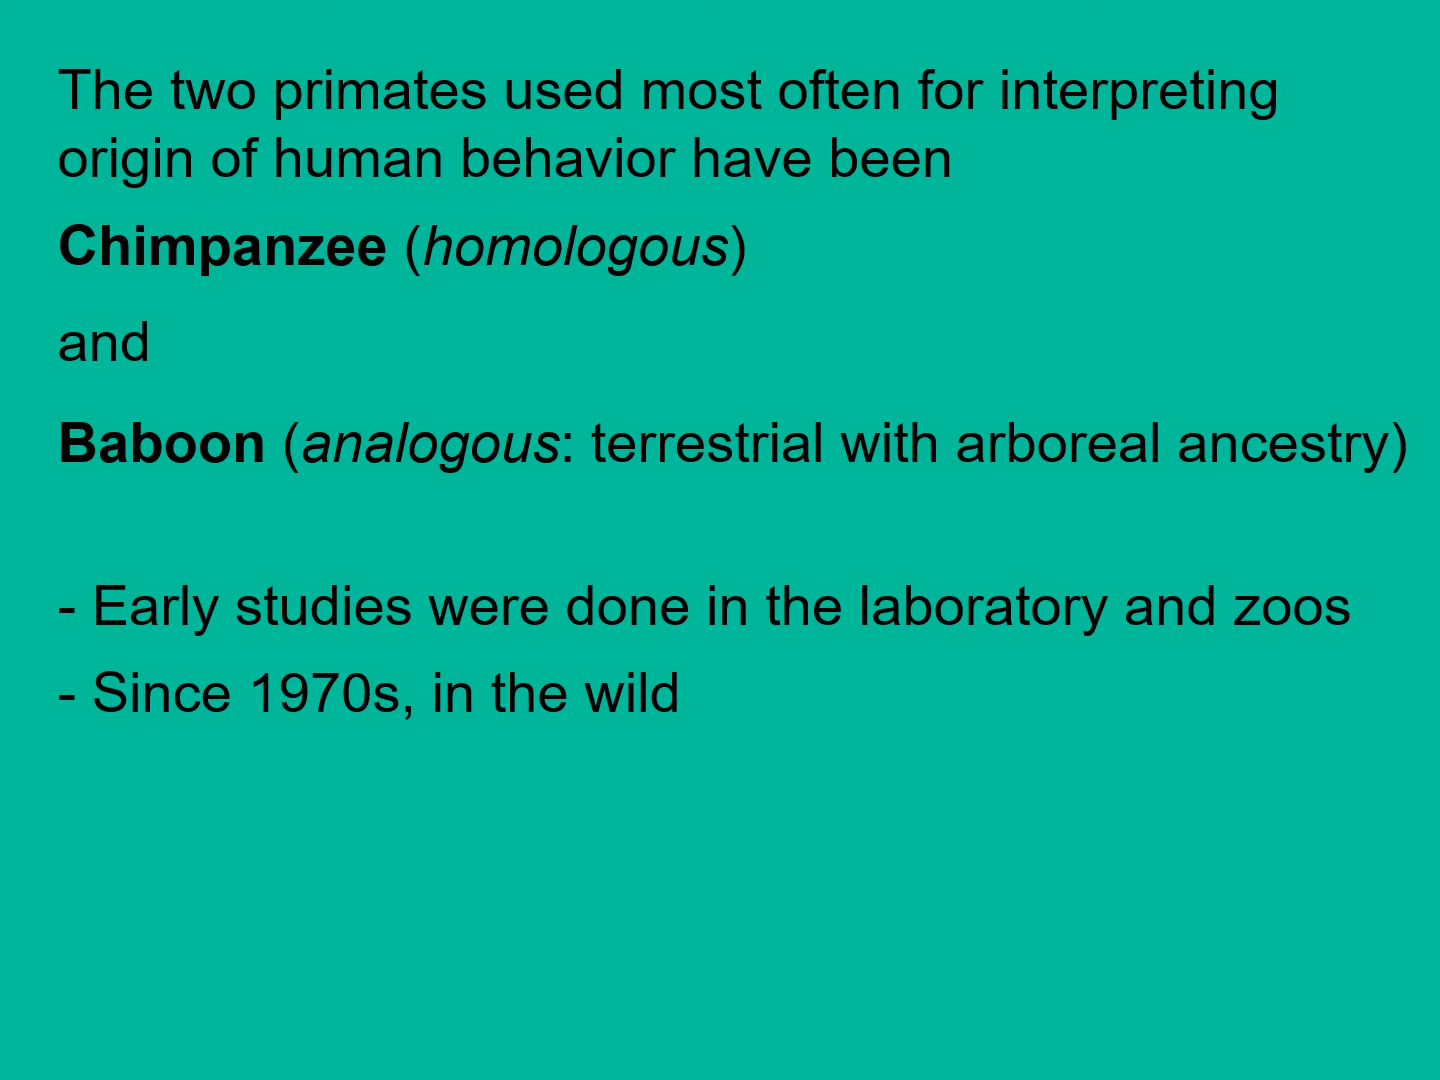 The two primates used most often for interpreting
origin of human behavior have been
Chimpanzee (homologous)
and
Baboon (analogous: terrestrial with arboreal ancestry)
- Early studies were done in the laboratory and zoos
- Since 1970s, in the wild